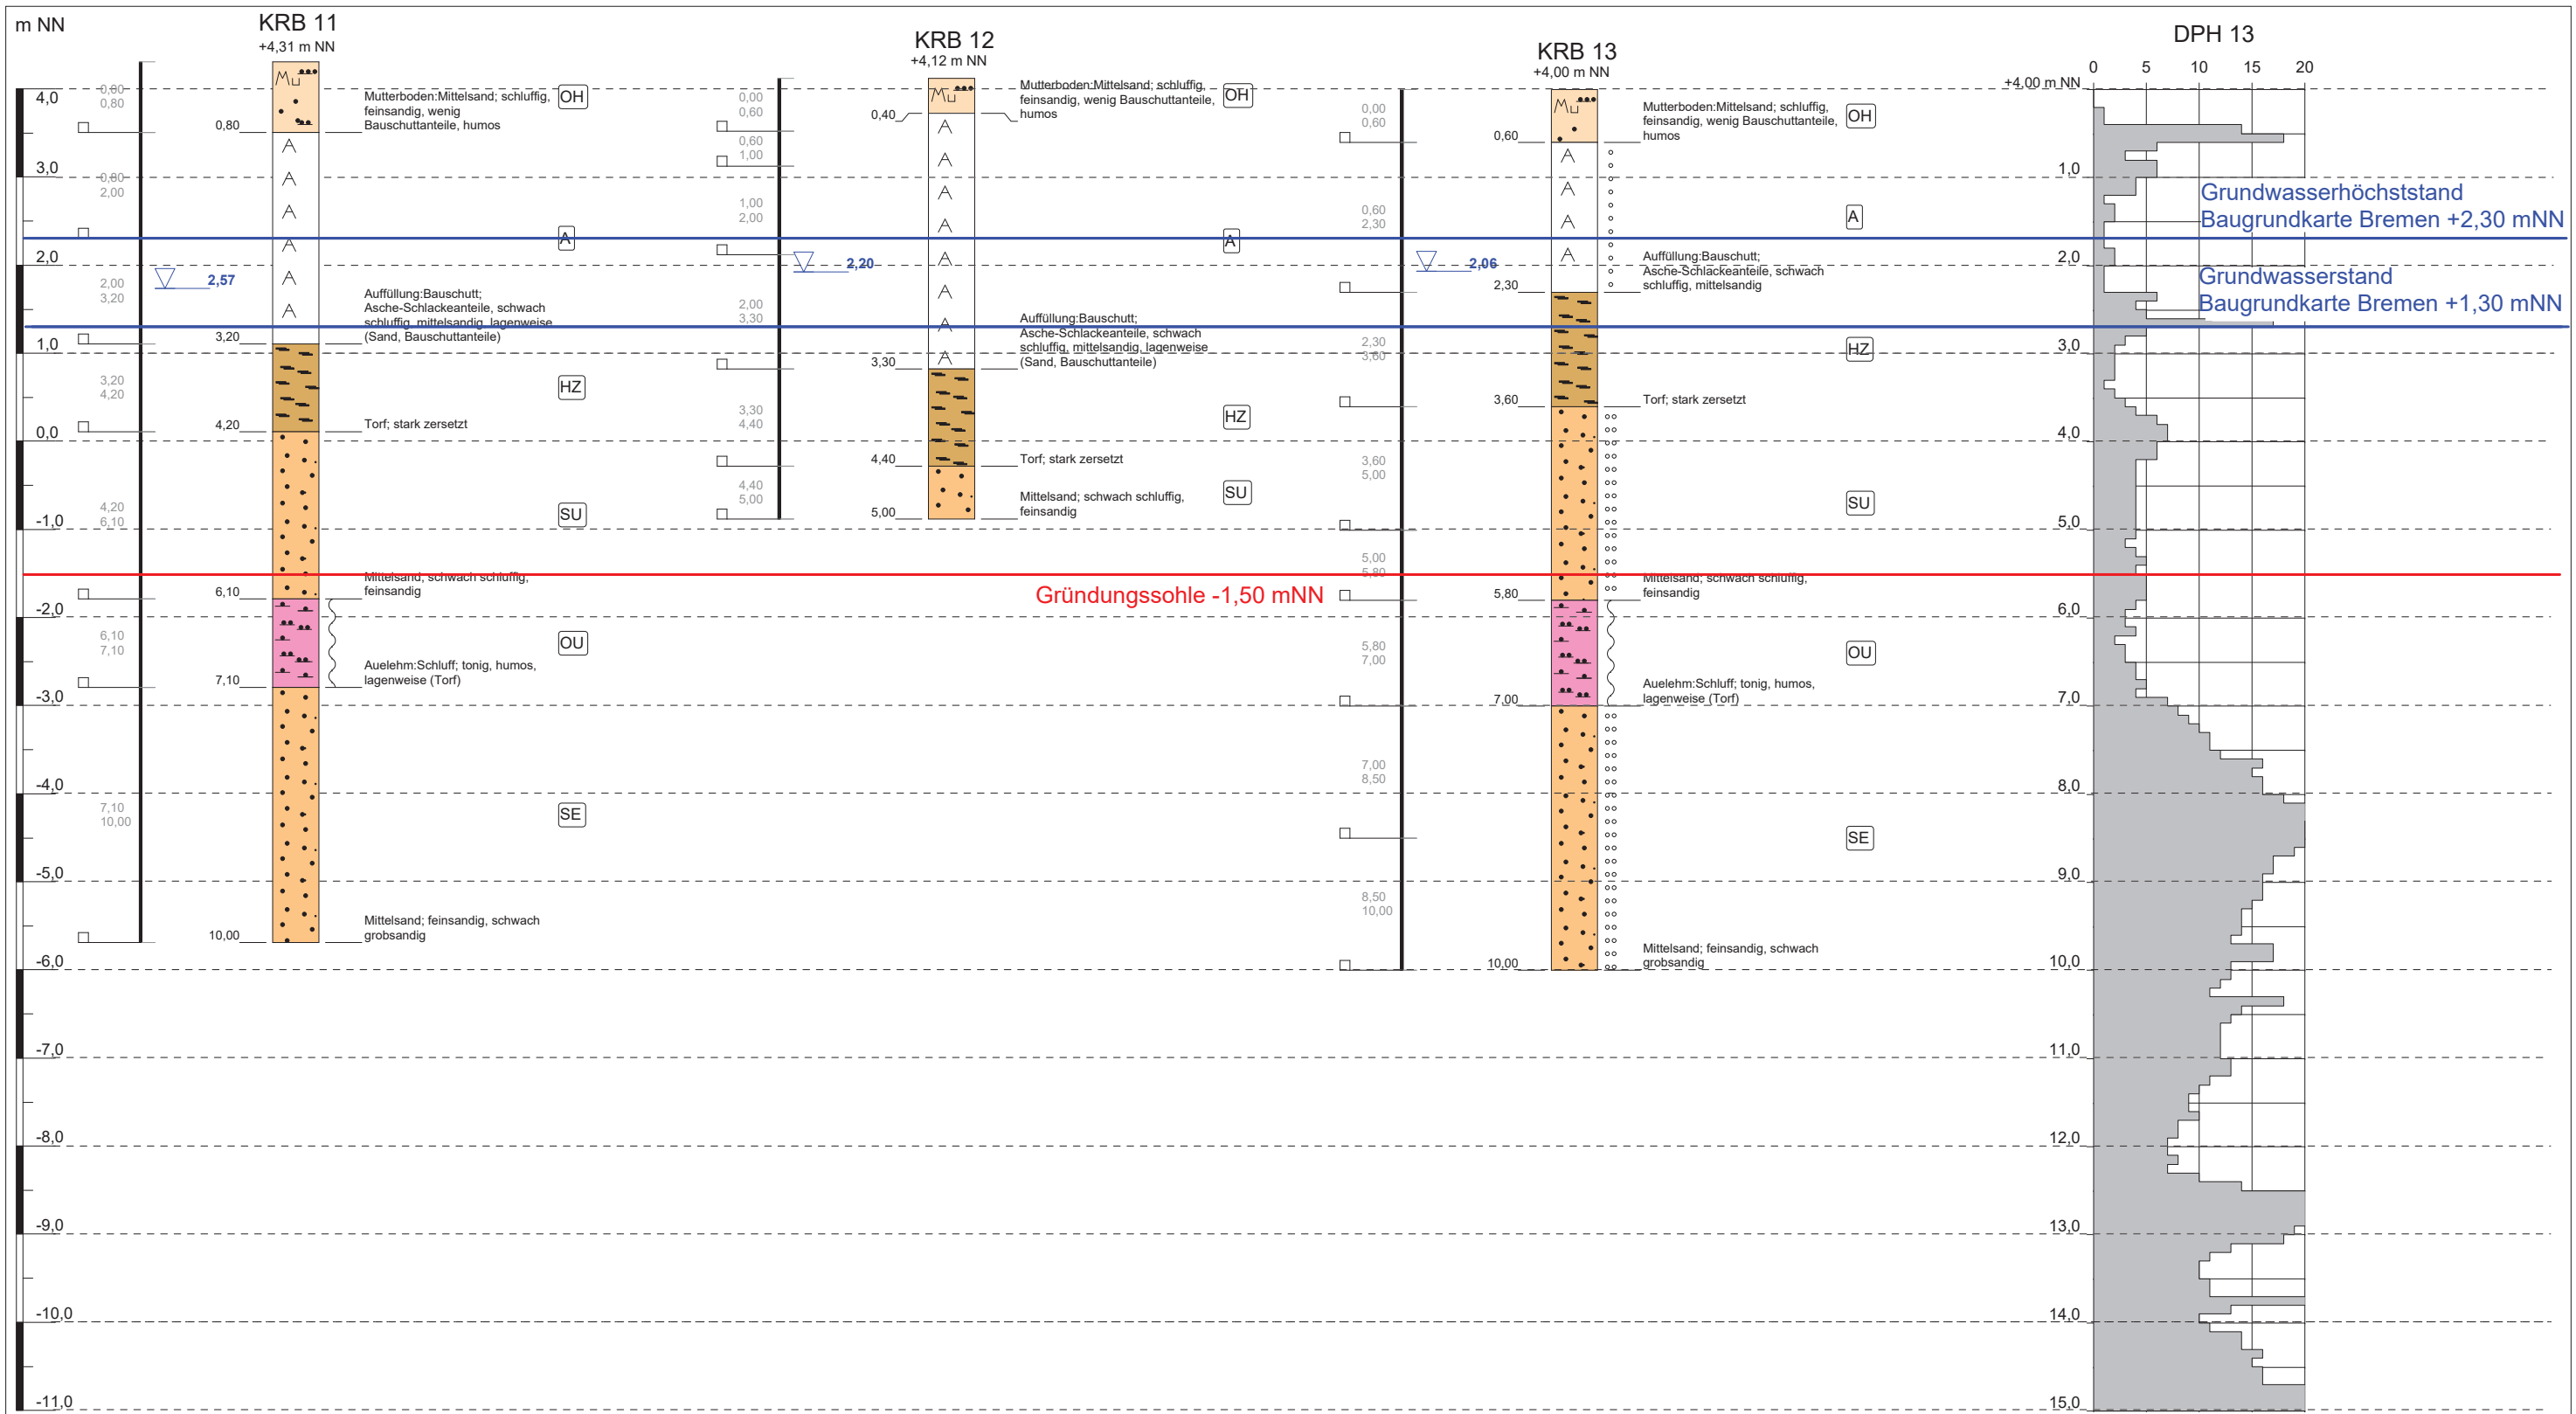 m NN
4,0
3,0
2,0
1,0
0,0
-1,0
-2,0
-3,0
-4,0
-5,0
-6,0
-7,0
-8,0
-9,0
-10,0
-11,0
KRB 11
+4,31 m NN
0,00
0,80
0,80
2,00
2,00
3,20
3,20
4,20
4,20
6,10
6,10
7,10
7,10
10,00
2,57
Mu
A
A
A
A
A
A
0,80
3,20
4,20
6,10
7,10
10,00
Mutterboden:Mittelsand; schluffig,
feinsandig, wenig
Bauschuttanteile, humos
OH
A
Auffüllung:Bauschutt;
Asche-Schlackeanteile, schwach
schluffig, mittelsandig, lagenweise
(Sand, Bauschuttanteile)
HZ
Torf; stark zersetzt
SU
Mittelsand; schwach schluffig,
feinsandig
OU
Auelehm:Schluff; tonig, humos,
lagenweise (Torf)
SE
Mittelsand; feinsandig, schwach
grobsandig
KRB 12
+4,12 m NN
0,00
0,60
0,60
1,00
1,00
2,00
2,00
3,30
3,30
4,40
4,40
5,00
2,20
Mu
A
A
A
A
A
A
A
A
0,40
3,30
4,40
5,00
Mutterboden:Mittelsand; schluffig,
feinsandig, wenig Bauschuttanteile,
humos
OH
A
Auffüllung:Bauschutt;
Asche-Schlackeanteile, schwach
schluffig, mittelsandig, lagenweise
(Sand, Bauschuttanteile)
HZ
Torf; stark zersetzt
SU
Mittelsand; schwach schluffig,
feinsandig
Gründungssohle -1,50 mNN
KRB 13
+4,00 m NN
0,00
0,60
0,60
2,30
2,30
3,60
3,60
5,00
5,00
5,80
5,80
7,00
7,00
8,50
8,50
10,00
2,06
Mu
A
A
A
A
0,60
2,30
3,60
5,80
7,00
10,00
Mutterboden:Mittelsand; schluffig,
feinsandig, wenig Bauschuttanteile,
humos
OH
A
Auffüllung:Bauschutt;
Asche-Schlackeanteile, schwach
schluffig, mittelsandig
HZ
Torf; stark zersetzt
SU
Mittelsand; schwach schluffig,
feinsandig
OU
Auelehm:Schluff; tonig, humos,
lagenweise (Torf)
SE
Mittelsand; feinsandig, schwach
grobsandig
DPH 13
0 5 10 15 20
+4.00 m NN
1,0
2,0
3,0
4,0
5,0
6,0
7,0
8,0
9,0
10,0
11,0
12,0
13,0
14,0
15,0
Grundwasserhöchststand
Baugrundkarte Bremen +2,30 mNN
Grundwasserstand
Baugrundkarte Bremen +1,30 mNN